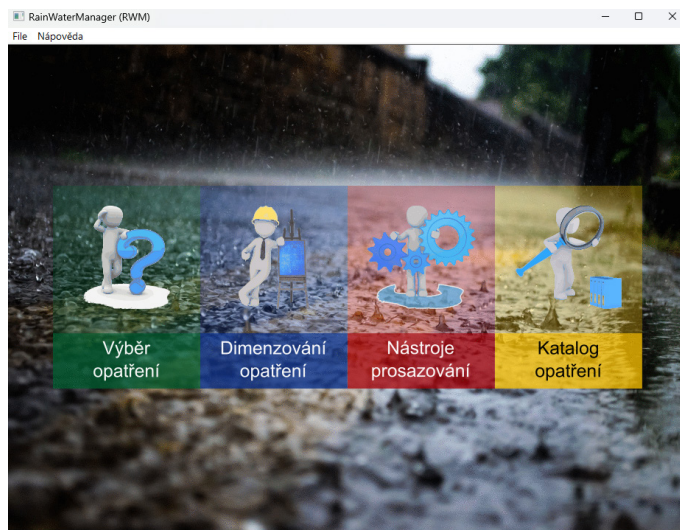 RainWaterManager (RWM)
File Nápověda
Výběr
opatření
Dimenzování
opatření
Nástroje
prosazování
Katalog
opatření